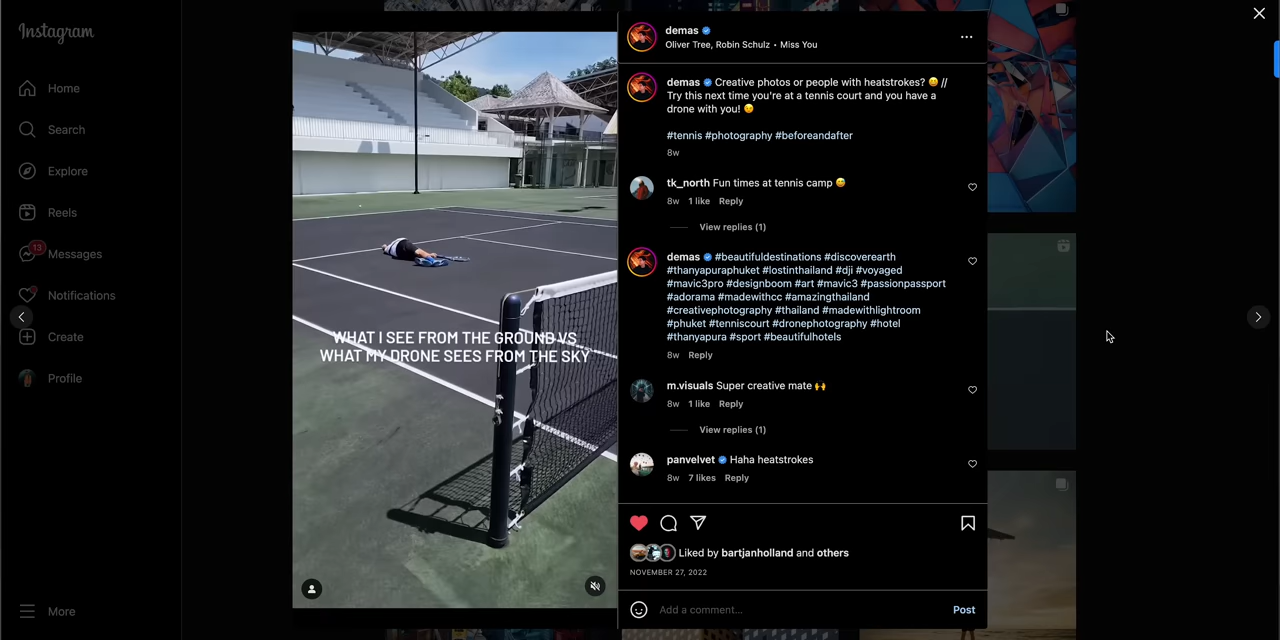 Instagram
Home
Search
Explore
Reels
13
Messages
Notifications
Create
Profile
More
WHAT I SEE FROM THE GROUND VS
WHAT MY DRONE SEES FROM THE SKY
demas
Oliver Tree, Robin Schulz • Miss You
demas Creative photos or people with heatstrokes? 😄 //
Try this next time you're at a tennis court and you have a
drone with you! 😉
#tennis #photography #beforeandafter
8w
tk_north Fun times at tennis camp 😅
8w 1 like Reply
View replies (1)
demas #beautifuldestinations #discoverearth
#thanyapuraphuket #lostinthailand #dji #voyaged
#mavic3pro #designboom #art #mavic3 #passionpassport
#adorama #madewithcc #amazingthailand
#creativephotography #thailand #madewithlightroom
#phuket #tenniscourt #dronephotography #hotel
#thanyapura #sport #beautifulhotels
8w Reply
m.visuals Super creative mate 🙌
8w 1 like Reply
View replies (1)
panvelvet Haha heatstrokes
8w 7 likes Reply
Liked by bartjanholland and others
NOVEMBER 27, 2022
Add a comment...
Post